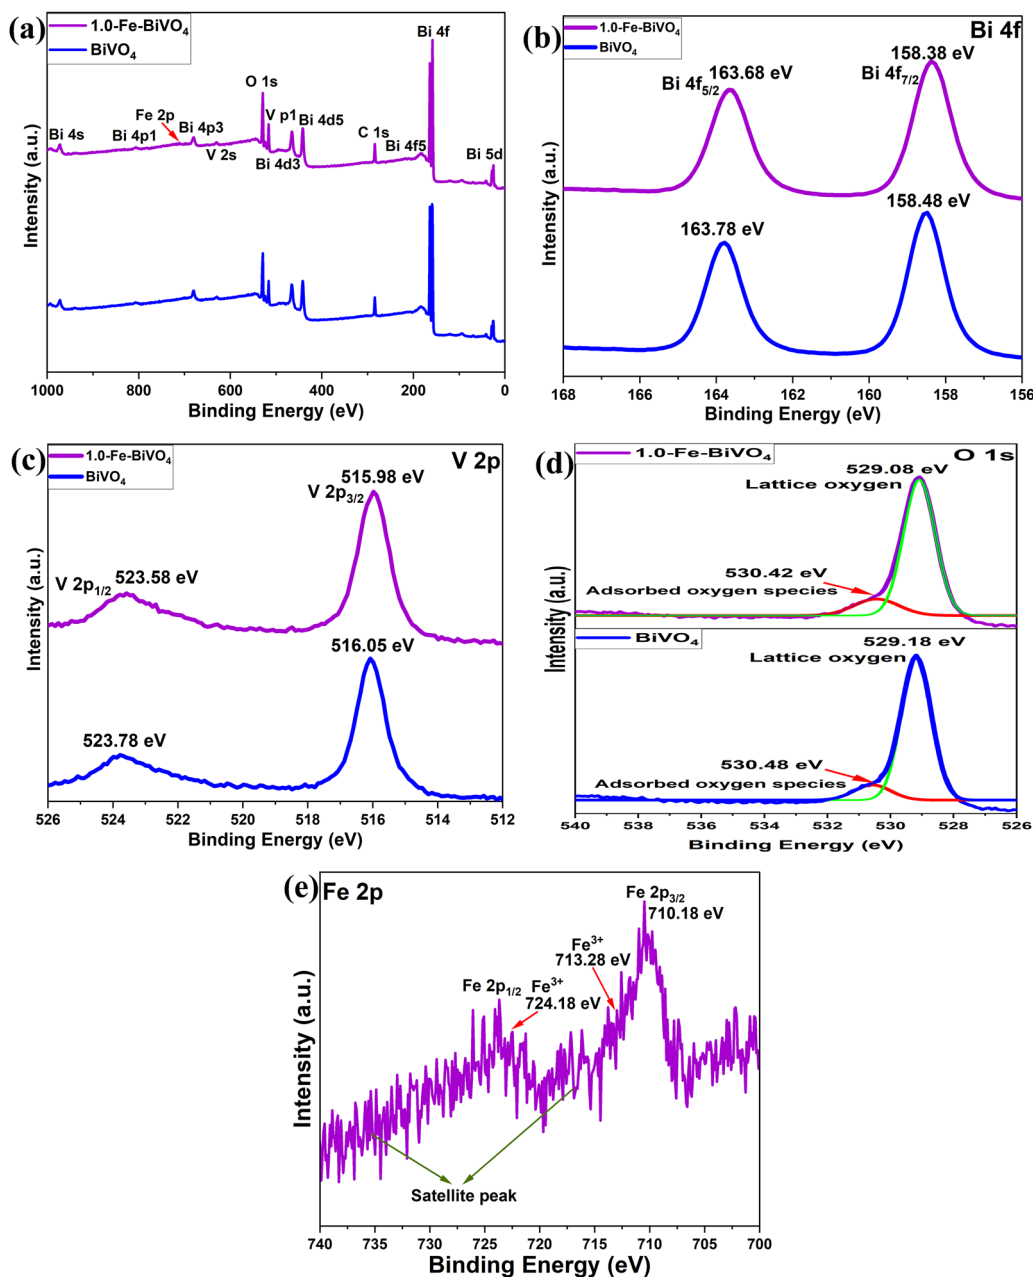 (a)
1.0-Fe-BiVO₄
BiVO₄
Bi 4f
O 1s
Fe 2p
V p1
Bi 4d5
Bi 4s
Bi 4p1
Bi 4p3
V 2s
Bi 4d3
C 1s
Bi 4f5
Bi 5d
Intensity (a.u.)
1000 800 600 400 200 0
Binding Energy (eV)
(b)
1.0-Fe-BiVO₄
BiVO₄
Bi 4f
Bi 4f₅/₂
163.68 eV
158.38 eV
Bi 4f₇/₂
163.78 eV
158.48 eV
Intensity (a.u.)
168 166 164 162 160 158 156
Binding Energy (eV)
(c)
1.0-Fe-BiVO₄
BiVO₄
V 2p
515.98 eV
V 2p₃/₂
V 2p₁/₂
523.58 eV
516.05 eV
523.78 eV
Intensity (a.u.)
526 524 522 520 518 516 514 512
Binding Energy (eV)
(d)
1.0-Fe-BiVO₄
O 1s
529.08 eV
Lattice oxygen
530.42 eV
Adsorbed oxygen species
BiVO₄
529.18 eV
Lattice oxygen
530.48 eV
Adsorbed oxygen species
Intensity (a.u.)
540 538 536 534 532 530 528 526
Binding Energy (eV)
(e)
Fe 2p
Fe 2p₃/₂
710.18 eV
Fe³⁺
713.28 eV
Fe 2p₁/₂
Fe³⁺
724.18 eV
Satellite peak
Intensity (a.u.)
740 735 730 725 720 715 710 705 700
Binding Energy (eV)